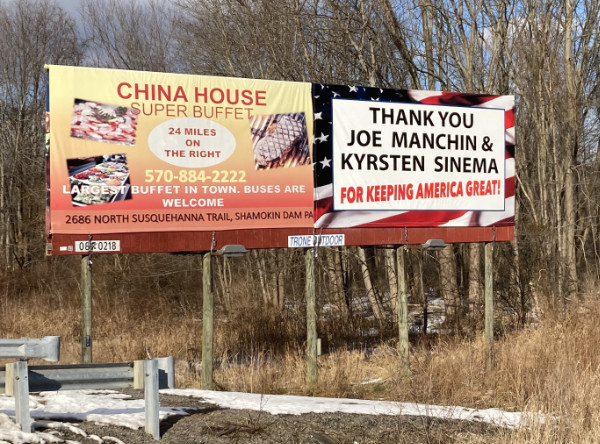 CHINA HOUSE
SUPER BUFFET
24 MILES
ON THE
RIGHT
570-884-2222
LARGEST BUFFET IN TOWN. BUSES ARE
WELCOME
2686 NORTH SUSQUEHANNA TRAIL, SHAMOKIN DAM PA
THANK YOU
JOE MANCHIN &
KYRSTEN SINEMA
FOR KEEPING AMERICA GREAT!
TRONE OUTDOOR